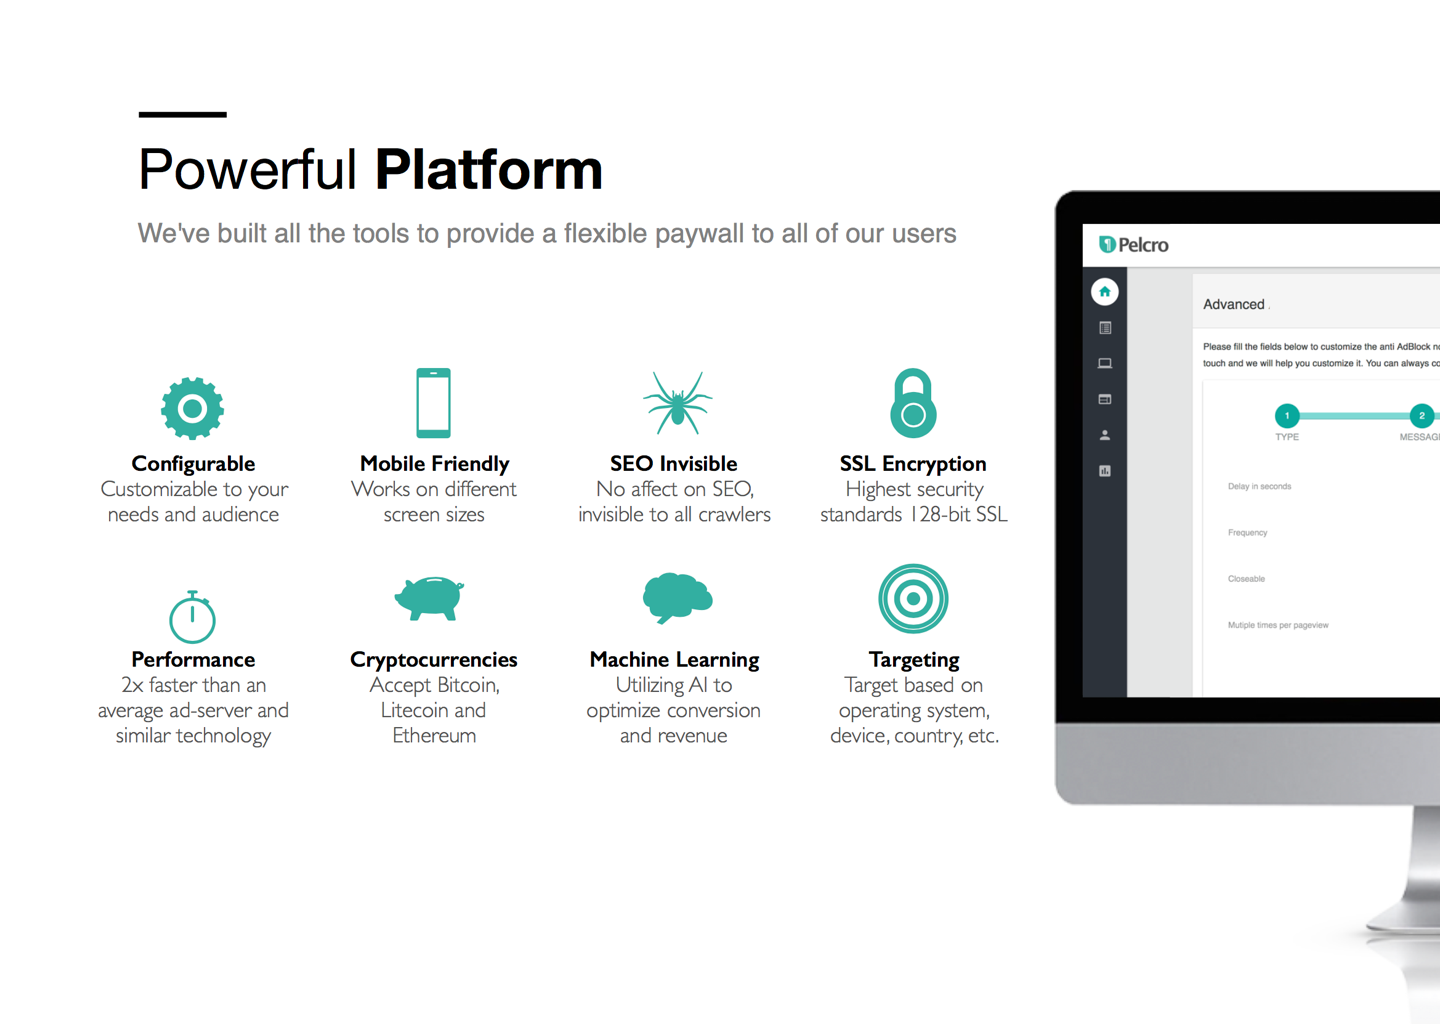 Powerful Platform
We've built all the tools to provide a flexible paywall to all of our users
Configurable
Customizable to your
needs and audience
Mobile Friendly
Works on different
screen sizes
SEO Invisible
No affect on SEO,
invisible to all crawlers
SSL Encryption
Highest security
standards 128-bit SSL
Performance
2x faster than an
average ad-server and
similar technology
Cryptocurrencies
Accept Bitcoin,
Litecoin and
Ethereum
Machine Learning
Utilizing AI to
optimize conversion
and revenue
Targeting
Target based on
operating system,
device, country, etc.
Pelcro
Advanced .
Please fill the fields below to customize the anti AdBlock
touch and we will help you customize it. You can always
1
2
TYPE
MESSAG
Delay in seconds
Frequency
Closeable
Mutiple times per pageview